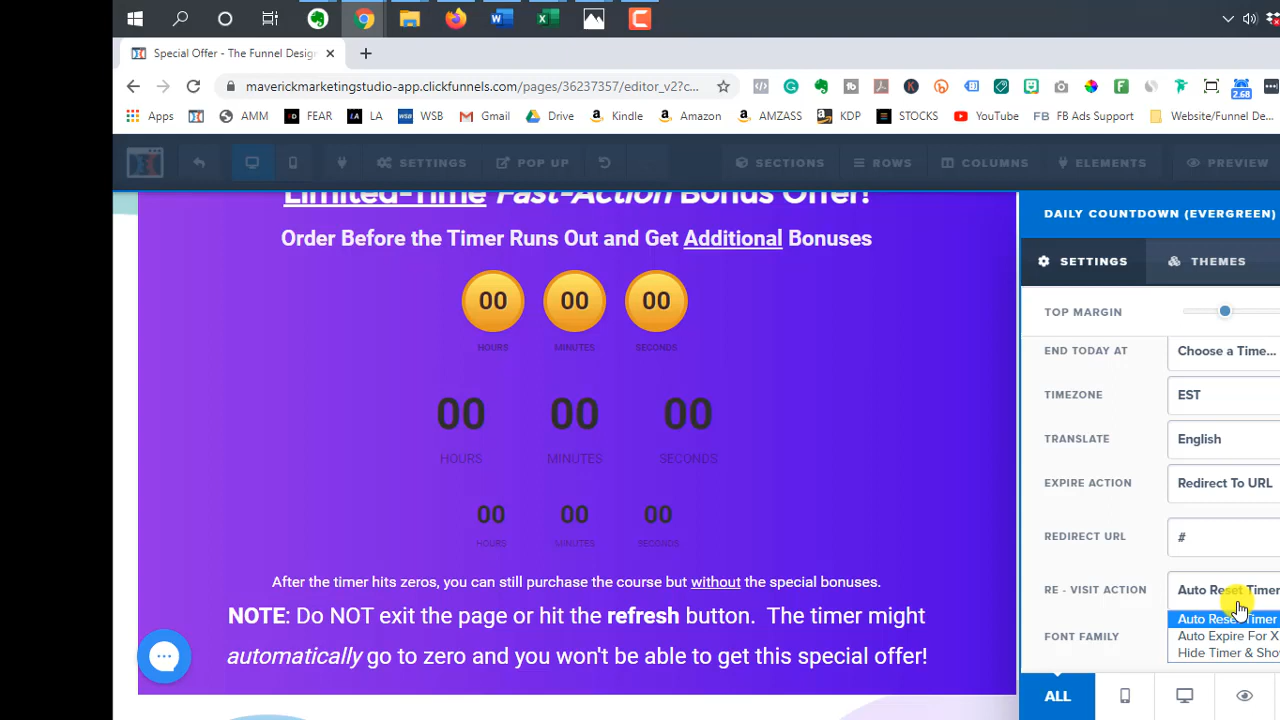 Special Offer - The Funnel Desig
mavrickmarketingstudio-app.clickfunnels.com/pages/36237357/editor_v2?c...
2.68
Apps AMM FEAR LA WSB Gmail Drive Kindle Amazon AMZASS KDP STOCKS YouTube FB FB Ads Support Website/Funnel De...
SETTINGS POP UP SECTIONS ROWS COLUMNS ELEMENTS PREVIEW
Limited-Time Fast-Action Bonus Offer!
Order Before the Timer Runs Out and Get Additional Bonuses
00 00 00
HOURS MINUTES SECONDS
00 00 00
HOURS MINUTES SECONDS
00 00 00
HOURS MINUTES SECONDS
After the timer hits zeros, you can still purchase the course but without the special bonuses.
NOTE: Do NOT exit the page or hit the refresh button. The timer might
automatically go to zero and you won't be able to get this special offer!
DAILY COUNTDOWN (EVERGREEN)
SETTINGS THEMES
TOP MARGIN
END TODAY AT Choose a Time...
TIMEZONE EST
TRANSLATE English
EXPIRE ACTION Redirect To URL
REDIRECT URL #
RE - VISIT ACTION Auto Reset Timer
Auto Reset Timer
Auto Expire For X
FONT FAMILY
Hide Timer & Sho
ALL